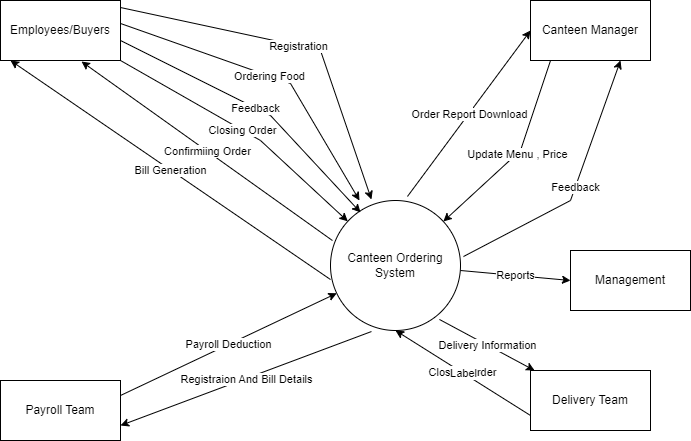 Employees/Buyers
Canteen Manager
Registration
Ordering Food
Feedback
Order Report Download
Closing Order
Confirmiing Order
Update Menu , Price
Bill Generation
Feedback
Canteen Ordering
System
Reports
Management
Payroll Deduction
Delivery Information
Registraion And Bill Details
Label
Payroll Team
Delivery Team